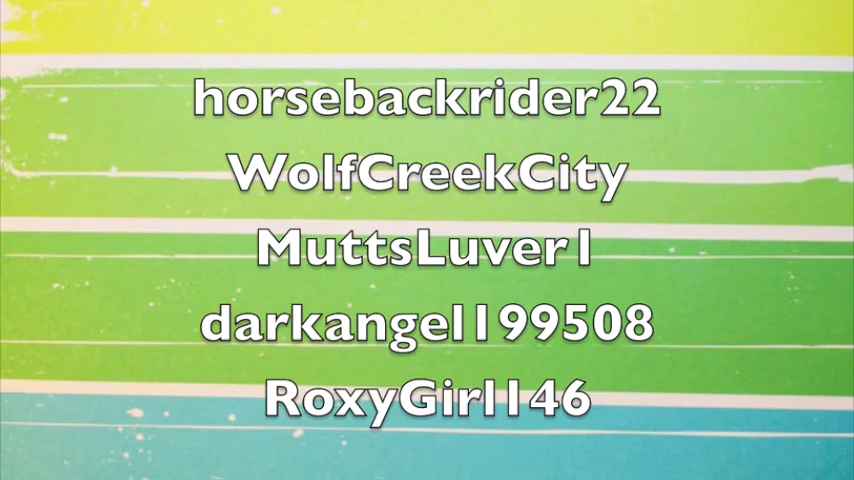 horsebackrider22
WolfCreekCity
MuttsLuver1
darkangel199508
RoxyGirl146